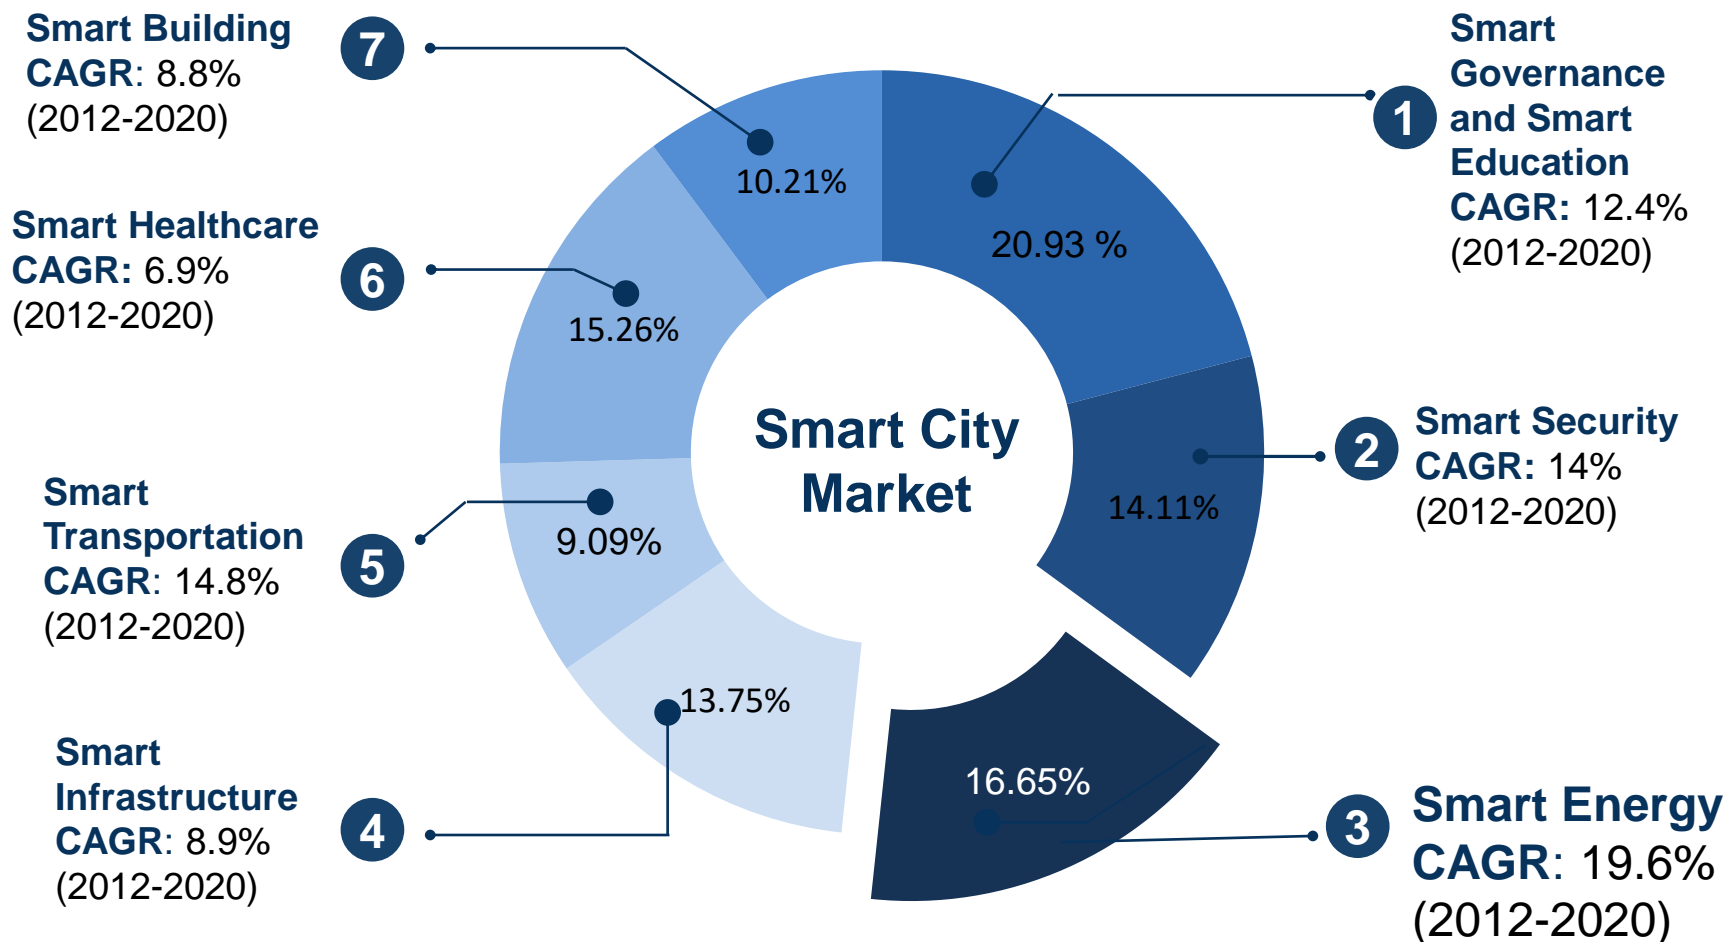 Smart Building
CAGR: 8.8%
(2012-2020)
7
10.21%
Smart
Governance
and Smart
Education
CAGR: 12.4%
(2012-2020)
1
20.93 %
Smart Healthcare
CAGR: 6.9%
(2012-2020)
6
15.26%
Smart City
Market
Smart Security
CAGR: 14%
(2012-2020)
2
14.11%
Smart
Transportation
CAGR: 14.8%
(2012-2020)
5
9.09%
Smart
Infrastructure
CAGR: 8.9%
(2012-2020)
4
13.75%
16.65%
3
Smart Energy
CAGR: 19.6%
(2012-2020)